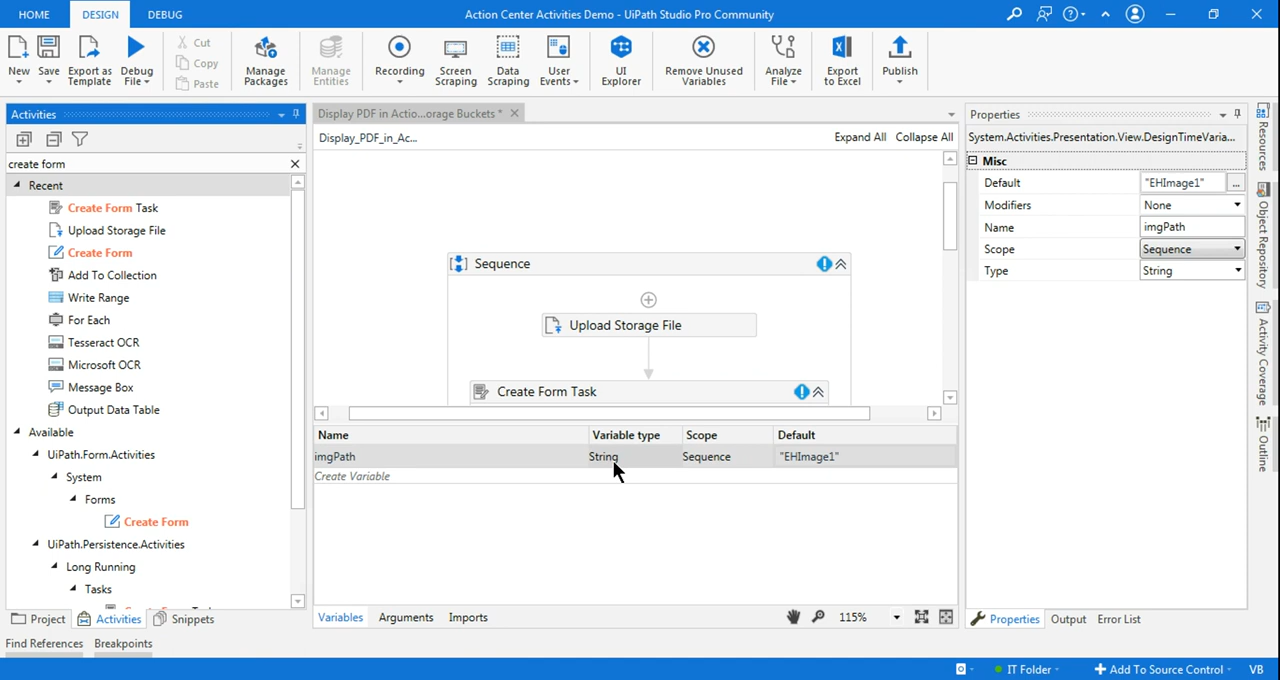 HOME DESIGN DEBUG Action Center Activities Demo - UiPath Studio Pro Community
New Save Export as Template Debug File Cut Copy Paste Manage Packages Manage Entities Recording Screen Scraping Data Scraping User Events UI Explorer Remove Unused Variables Analyze File Export to Excel Publish
Activities
create form
Recent
Create Form Task
Upload Storage File
Create Form
Add To Collection
Write Range
For Each
Tesseract OCR
Microsoft OCR
Message Box
Output Data Table
Available
UiPath.Form.Activities
System
Forms
Create Form
UiPath.Persistence.Activities
Long Running
Tasks
Project Activities Snippets
Find References Breakpoints
Display PDF in Actio...orage Buckets *
Display_PDF_in_Ac... Expand All Collapse All
Sequence
Upload Storage File
Create Form Task
Name Variable type Scope Default
imgPath String Sequence "EHImage1"
Create Variable
Variables Arguments Imports 115%
Properties
System.Activities.Presentation.View.DesignTimeVaria...
Misc
Default "EHImage1" ...
Modifiers None
Name imgPath
Scope Sequence
Type String
Properties Output Error List
Resources
Object Repository
Activity Coverage
Outline
IT Folder Add To Source Control VB